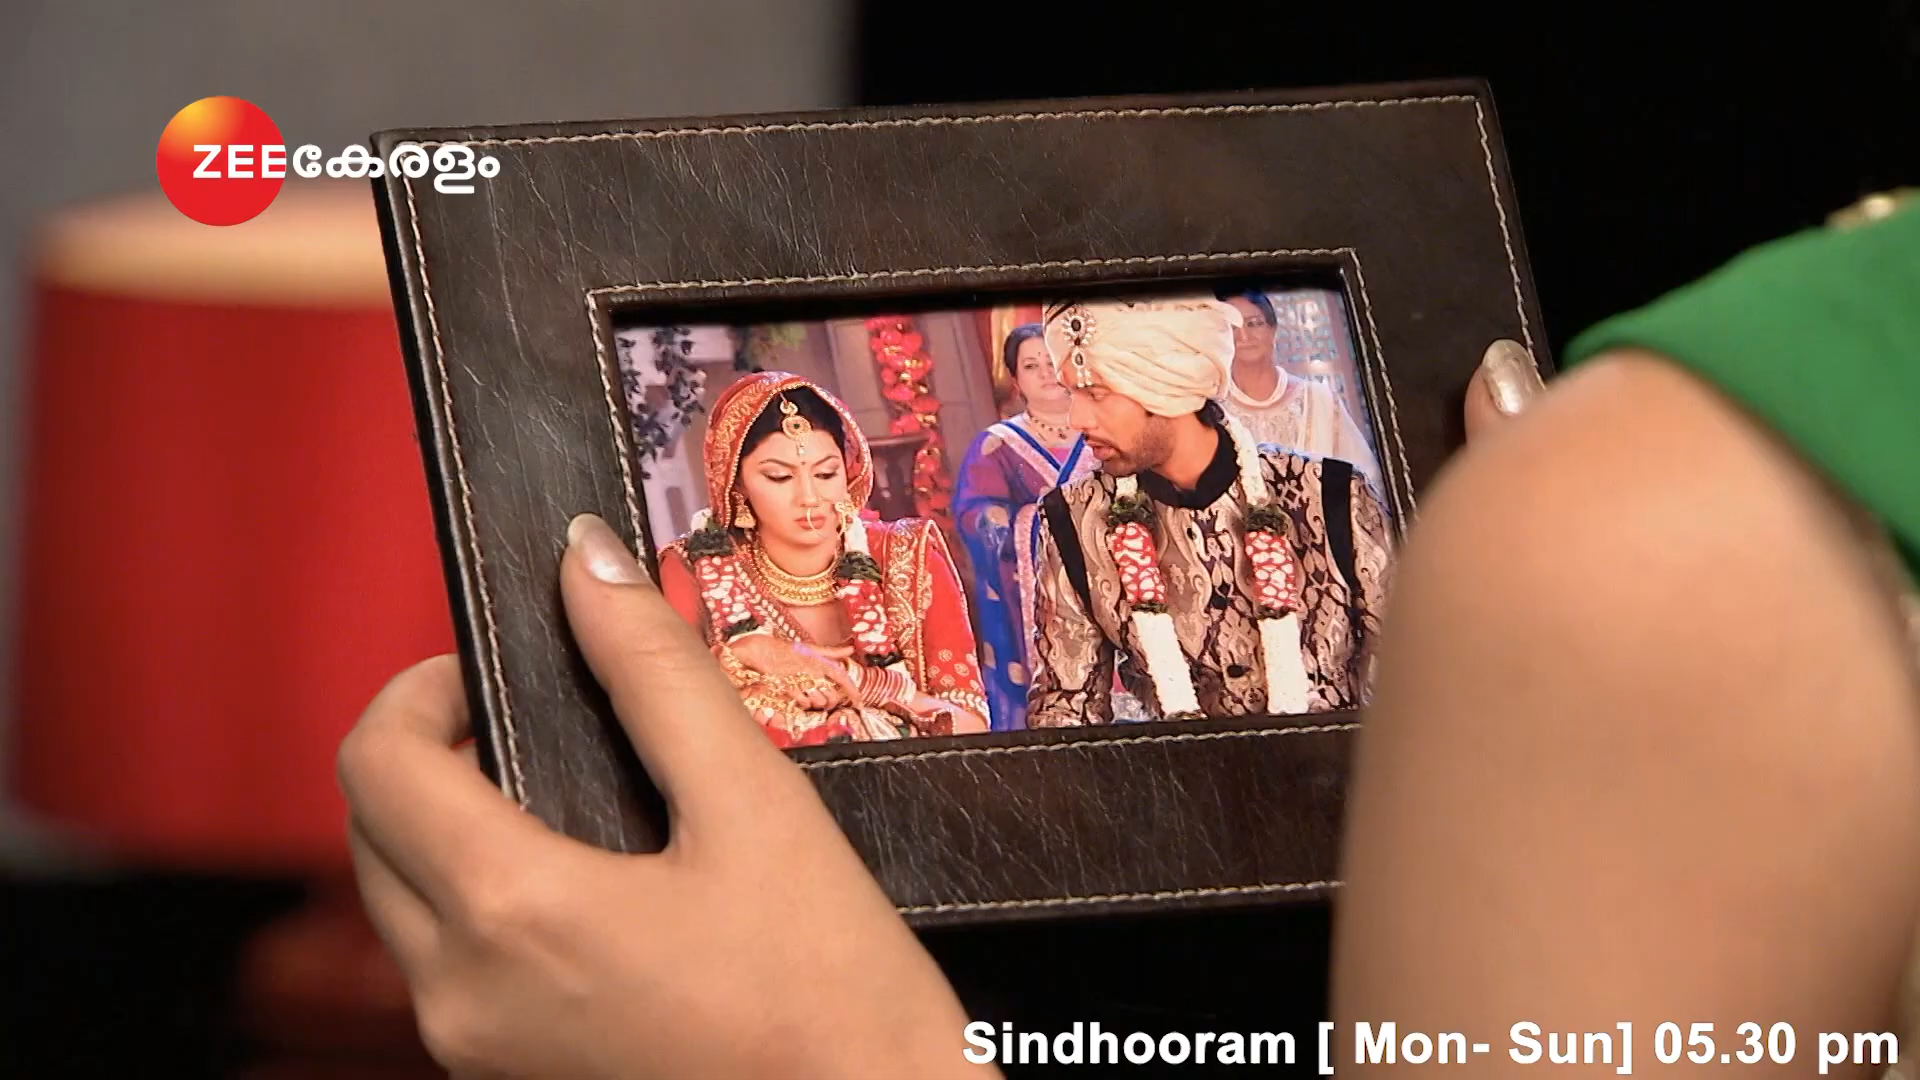 ZEEകേരളം
Sindhooram [ Mon- Sun] 05.30 pm